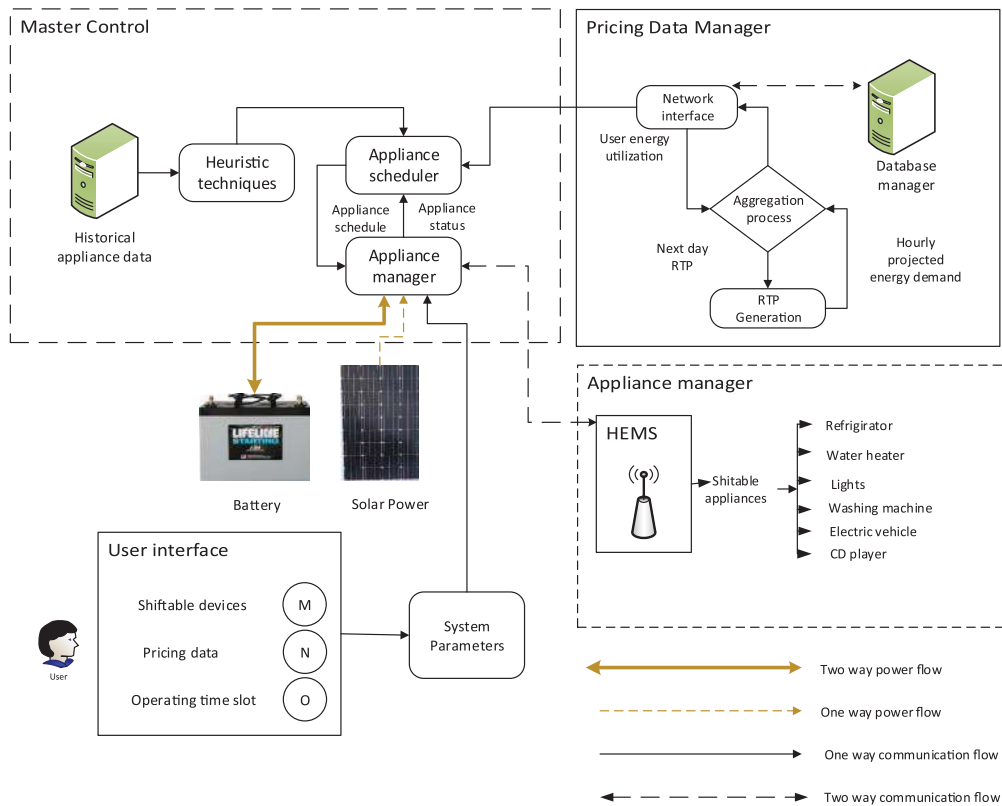 Master Control
Historical
appliance data
Heuristic
techniques
Appliance
scheduler
Appliance
schedule
Appliance
status
Appliance
manager
Pricing Data Manager
Network
interface
User energy
utilization
Database
manager
Aggregation
process
Next day
RTP
Hourly
projected
energy demand
RTP
Generation
LIFELINE
STARTING
Battery
Solar Power
Appliance manager
HEMS
Shitable
appliances
Refrigirator
Water heater
Lights
Washing machine
Electric vehicle
CD player
User interface
Shiftable devices
M
Pricing data
N
Operating time slot
O
User
System
Parameters
Two way power flow
One way power flow
One way communication flow
Two way communication flow